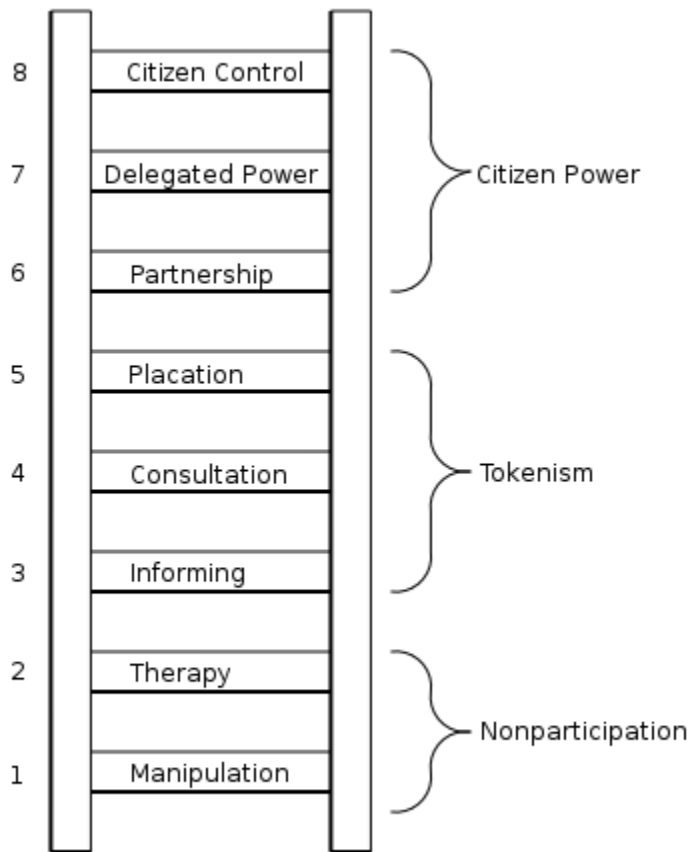 8 Citizen Control
7 Delegated Power
Citizen Power
6 Partnership
5 Placation
4 Consultation
Tokenism
3 Informing
2 Therapy
Nonparticipation
1 Manipulation